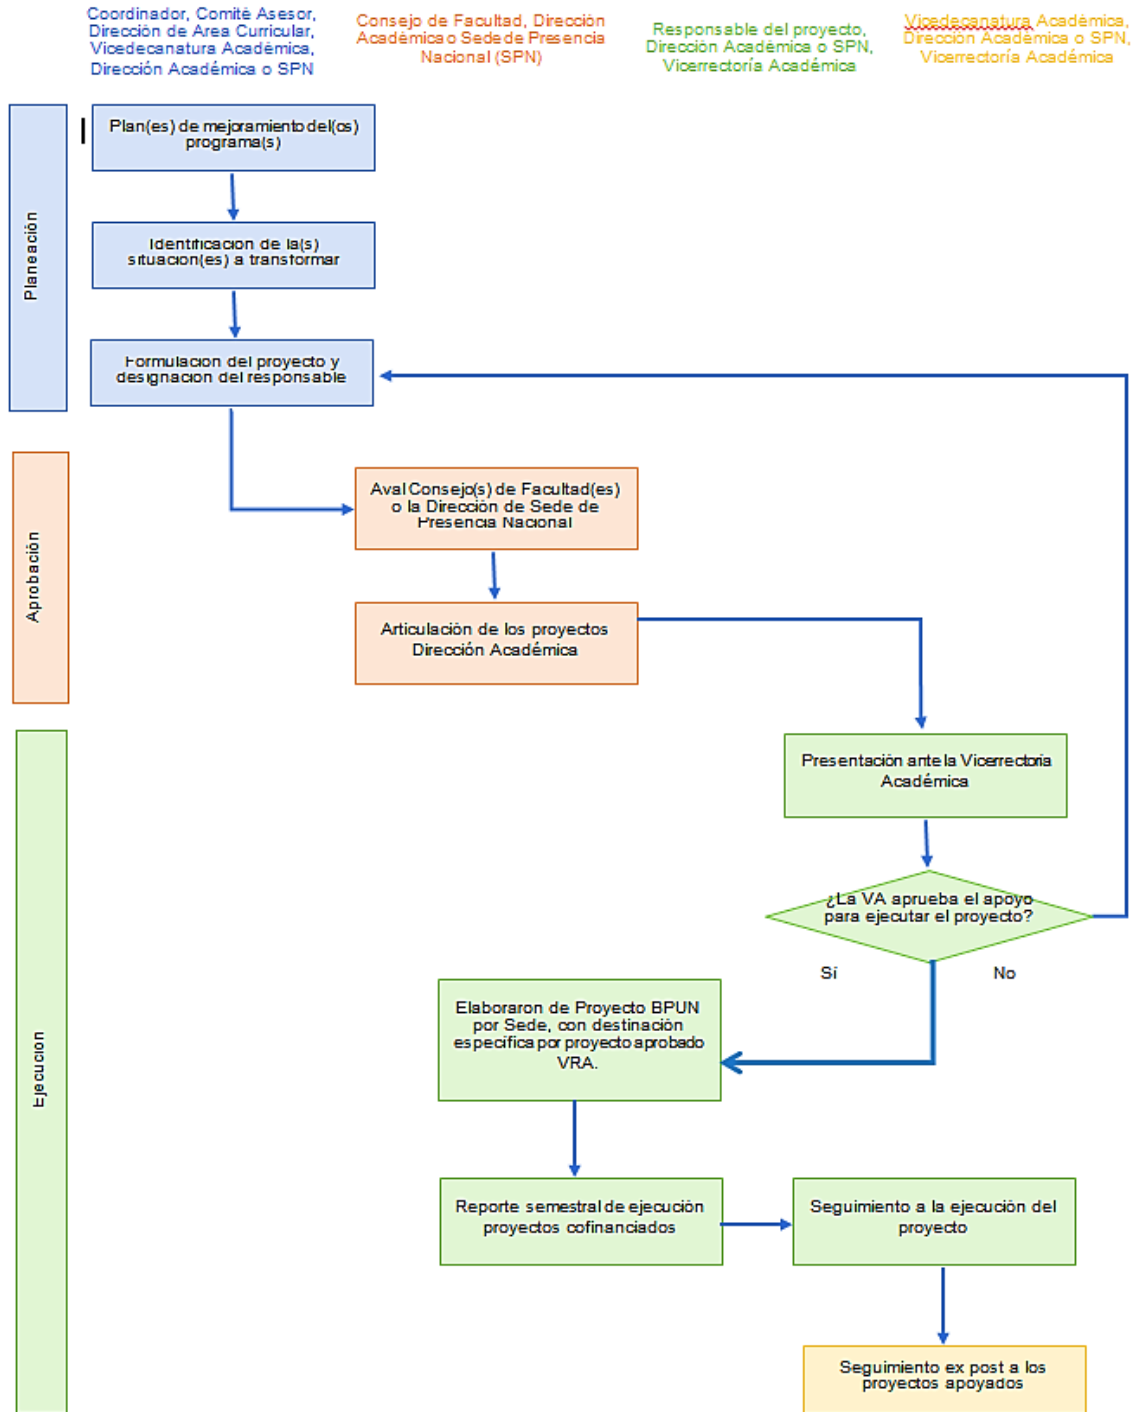 Coordinador, Comité Asesor,
Dirección de Area Curricular,
Vicedecanatura Académica,
Dirección Académica o SPN
Consejo de Facultad, Dirección
Académica o Sede de Presencia
Nacional (SPN)
Responsable del proyecto,
Dirección Académica o SPN,
Vicerrectoría Académica
Vicedecanatura Académica,
Dirección Académica o SPN,
Vicerrectoría Académica
Planeación
Plan(es) de mejoramiento del(os)
programa(s)
Identificación de la(s)
situación(es) a transformar
Formulación del proyecto y
designación del responsable
Aprobación
Aval Consejo(s) de Facultad(es)
o la Dirección de Sede de
Presencia Nacional
Articulación de los proyectos
Dirección Académica
Ejecución
Presentación ante la Vicerrectoría
Académica
¿La VA aprueba el apoyo
para ejecutar el proyecto?
Sí
No
Elaboraron de Proyecto BPUN
por Sede, con destinación
específica por proyecto aprobado
VRA.
Reporte semestral de ejecución
proyectos cofinanciados
Seguimiento a la ejecución del
proyecto
Seguimiento ex post a los
proyectos apoyados